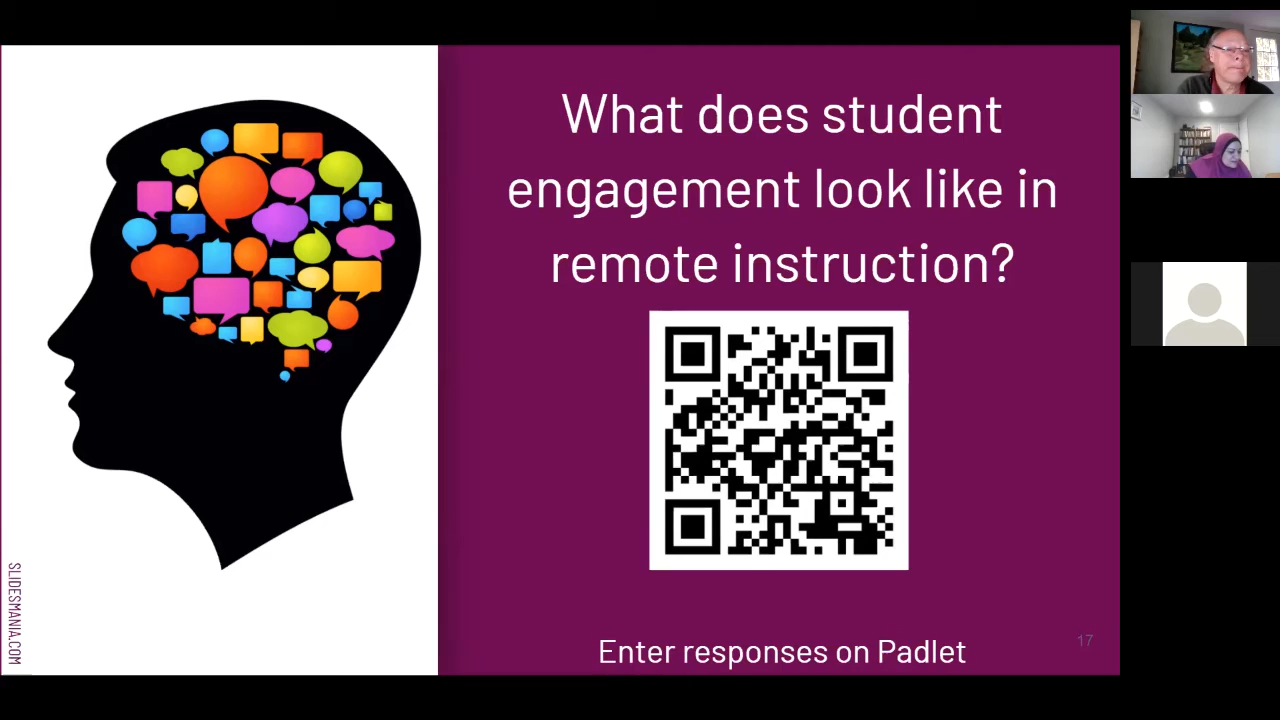 What does student
engagement look like in
remote instruction?
Enter responses on Padlet
17
SLIDESMANIA.COM